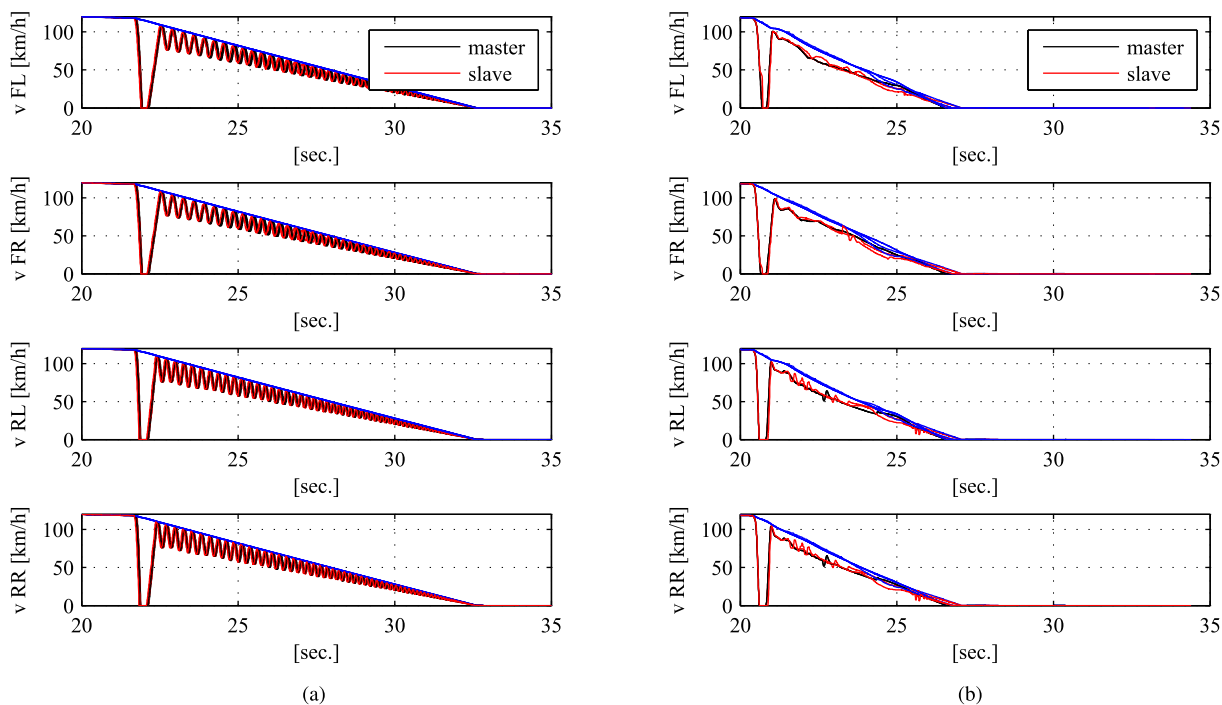 v FL [km/h]
100
50
0
master
slave
20 25 30 35
[sec.]
v FR [km/h]
100
50
0
20 25 30 35
[sec.]
v RL [km/h]
100
50
0
20 25 30 35
[sec.]
v RR [km/h]
100
50
0
20 25 30 35
[sec.]
(a)
v FL [km/h]
100
50
0
master
slave
20 25 30 35
[sec.]
v FR [km/h]
100
50
0
20 25 30 35
[sec.]
v RL [km/h]
100
50
0
20 25 30 35
[sec.]
v RR [km/h]
100
50
0
20 25 30 35
[sec.]
(b)